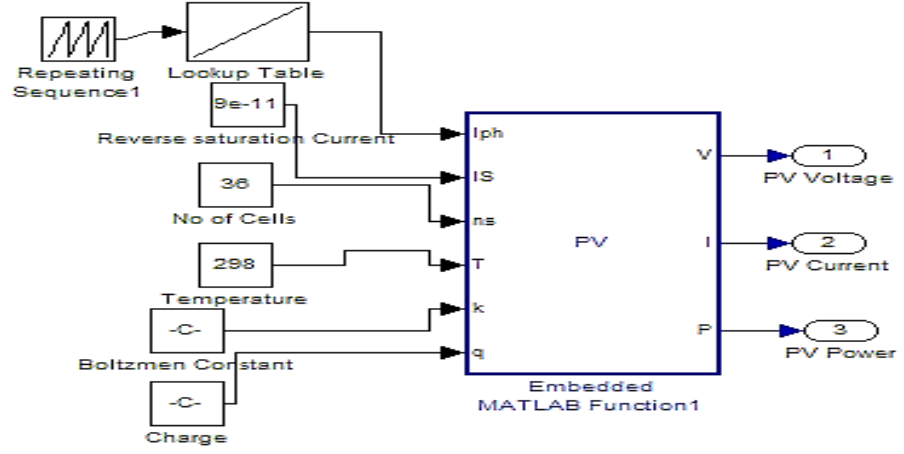 Repeating
Sequence1
Lookup Table
9e-11
Reverse saturation Current
36
No of Cells
298
Temperature
-C-
Boltzmen Constant
-C-
Charge
Iph
IS
ns
T
k
q
PV
V
I
P
Embedded
MATLAB Function1
1
PV Voltage
2
PV Current
3
PV Power